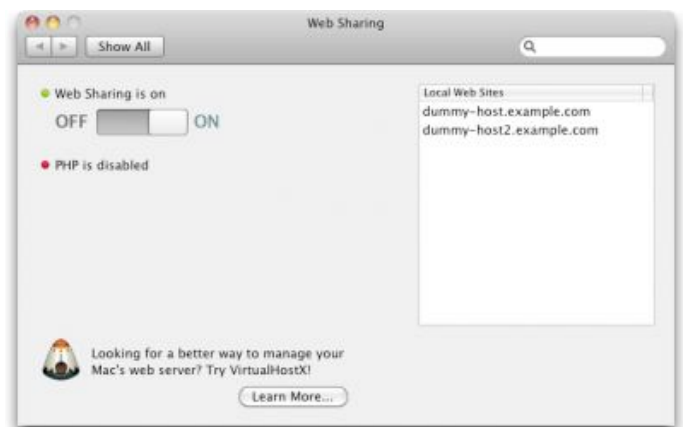 Web Sharing
Show All
Web Sharing is on
OFF ON
PHP is disabled
Local Web Sites
dummy-host.example.com
dummy-host2.example.com
Looking for a better way to manage your
Mac's web server? Try VirtualHostX!
Learn More...